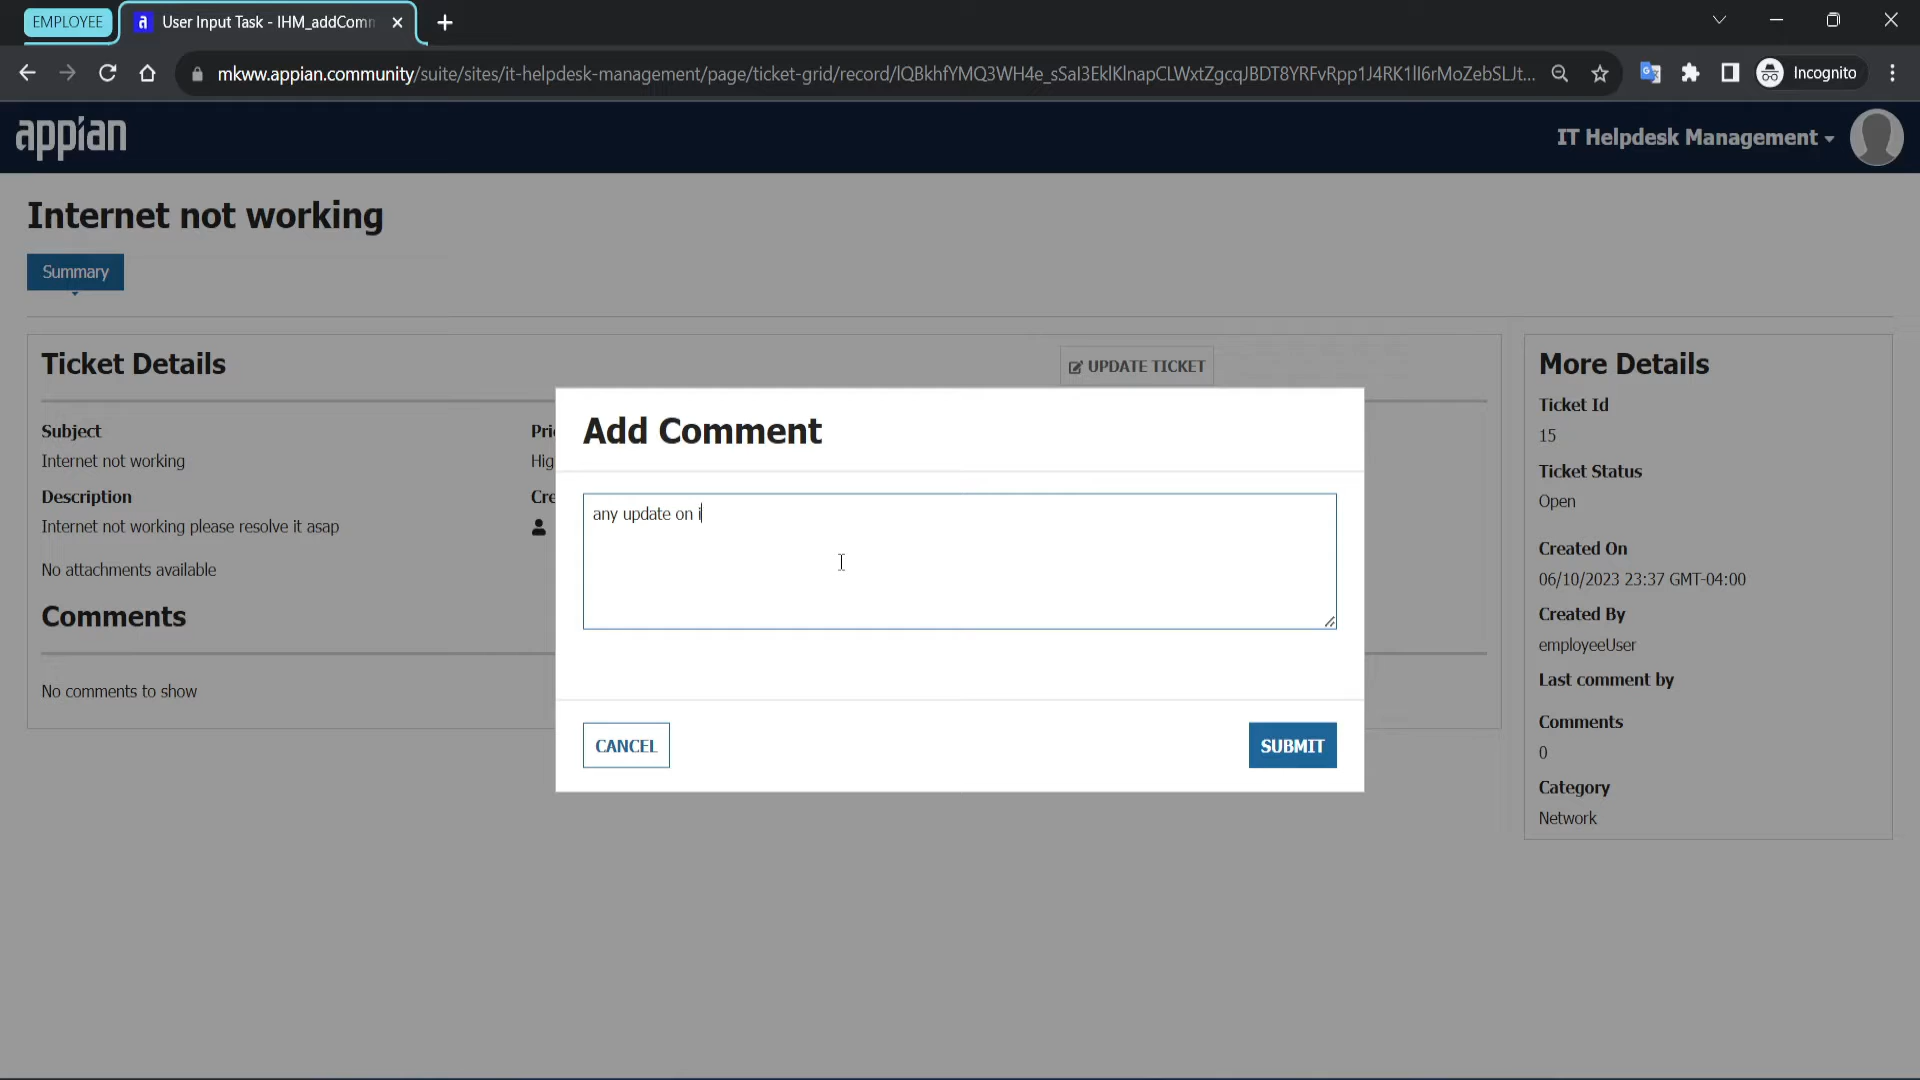 EMPLOYEE
User Input Task - IHM_addComm
mkww.appian.community/suite/sites/it-helpdesk-management/page/ticket-grid/record/
appian
IT Helpdesk Management
Incognito
Internet not working
Summary
Ticket Details
UPDATE TICKET
Subject
Internet not working
Description
Internet not working please resolve it asap
No attachments available
Comments
No comments to show
Pri
Hig
Cre
Add Comment
any update on i
CANCEL
SUBMIT
More Details
Ticket Id
15
Ticket Status
Open
Created On
06/10/2023 23:37 GMT-04:00
Created By
employeeUser
Last comment by
Comments
0
Category
Network